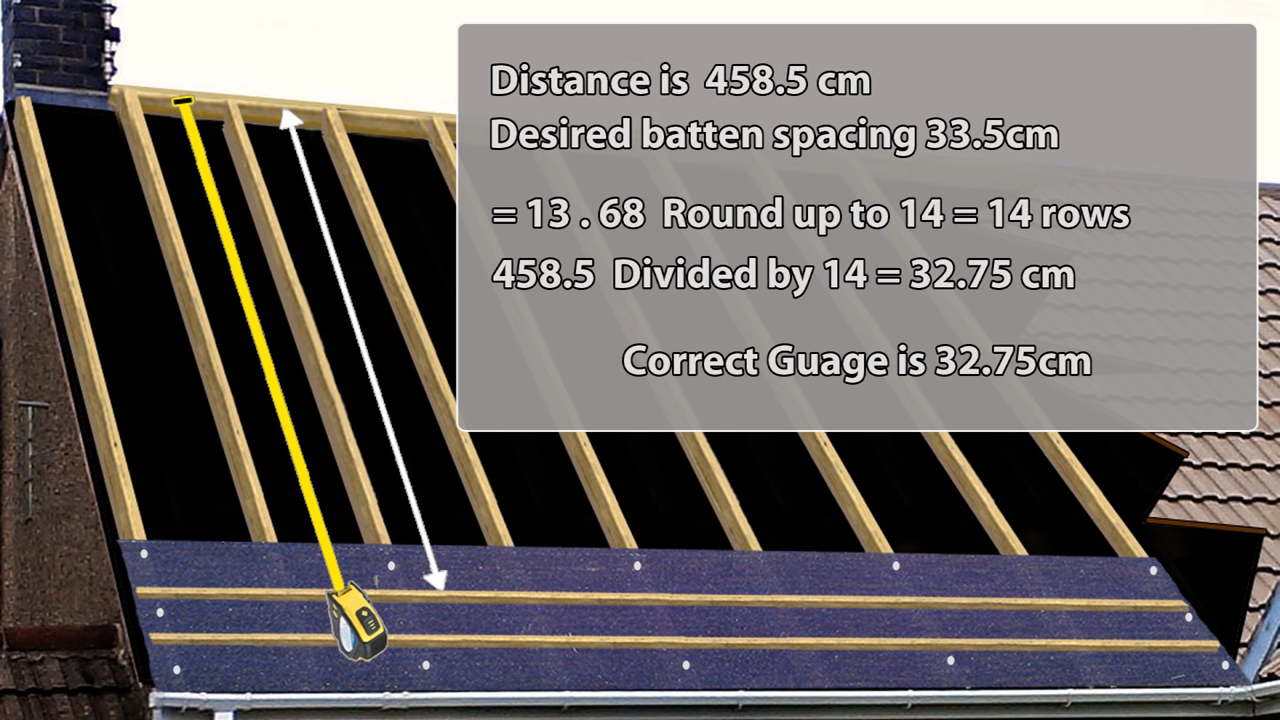 Distance is 458.5 cm
Desired batten spacing 33.5cm
= 13 . 68 Round up to 14 = 14 rows
458.5 Divided by 14 = 32.75 cm
Correct Guage is 32.75cm